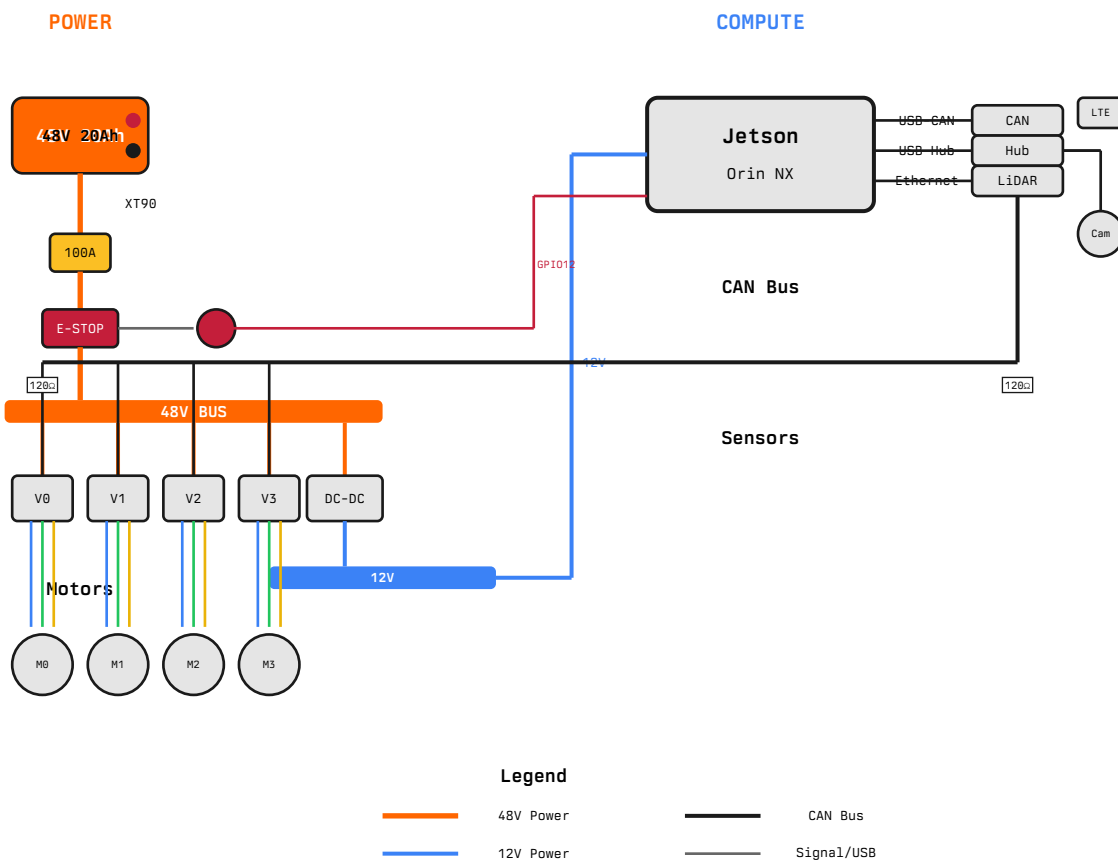 POWER
COMPUTE
48V 20Ah
48V 20Ah
XT90
100A
E-STOP
Jetson
Orin NX
USB CAN
USB Hub
Ethernet
CAN
Hub
LiDAR
LTE
Cam
GPIO12
CAN Bus
12V
120Ω
120Ω
48V BUS
Sensors
V0
V1
V2
V3
DC-DC
12V
Motors
M0
M1
M2
M3
Legend
48V Power
CAN Bus
12V Power
Signal/USB